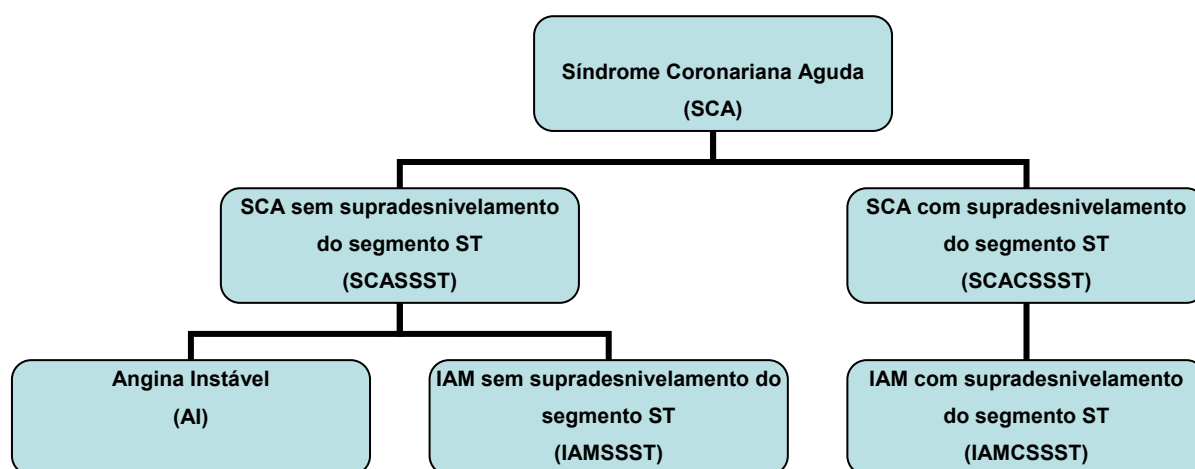 Síndrome Coronariana Aguda
(SCA)
SCA sem supradesnivelamento
do segmento ST
(SCASSST)
SCA com supradesnivelamento
do segmento ST
(SCACSSST)
Angina Instável
(AI)
IAM sem supradesnivelamento do
segmento ST
(IAMSSST)
IAM com supradesnivelamento
do segmento ST
(IAMCSSST)